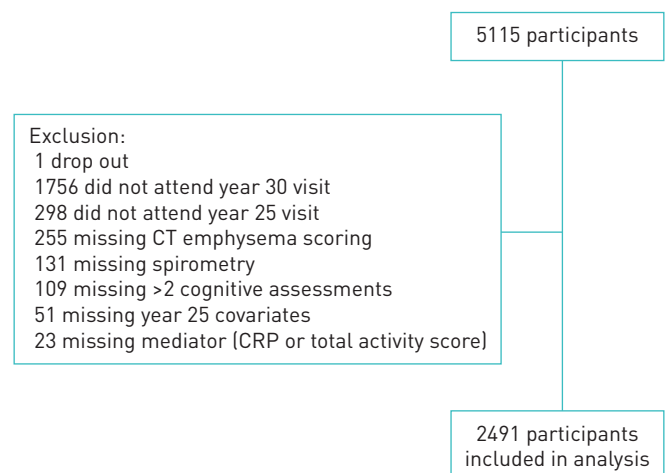 5115 participants
Exclusion:
1 drop out
1756 did not attend year 30 visit
298 did not attend year 25 visit
255 missing CT emphysema scoring
131 missing spirometry
109 missing >2 cognitive assessments
51 missing year 25 covariates
23 missing mediator (CRP or total activity score)
2491 participants
included in analysis